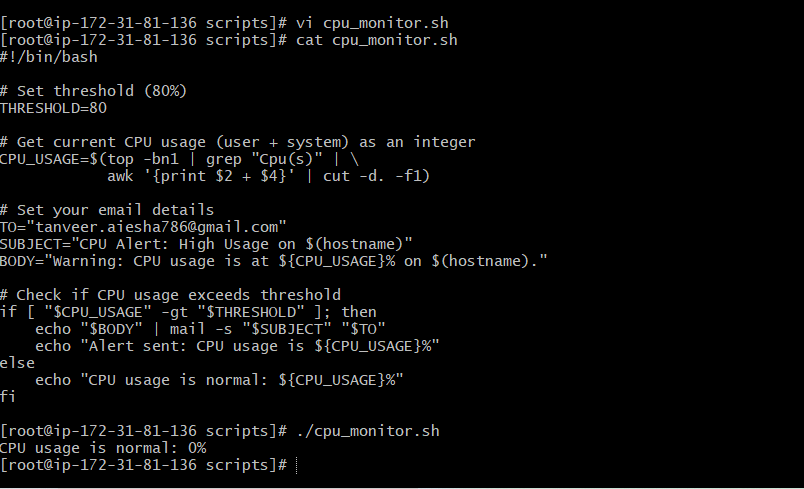 [root@ip-172-31-81-136 scripts]# vi cpu_monitor.sh
[root@ip-172-31-81-136 scripts]# cat cpu_monitor.sh
#!/bin/bash

# Set threshold (80%)
THRESHOLD=80

# Get current CPU usage (user + system) as an integer
CPU_USAGE=$(top -bn1 | grep "Cpu(s)" | \
            awk '{print $2 + $4}' | cut -d. -f1)

# Set your email details
TO="tanveer.aiesha786@gmail.com"
SUBJECT="CPU Alert: High Usage on $(hostname)"
BODY="Warning: CPU usage is at ${CPU_USAGE}% on $(hostname)."

# Check if CPU usage exceeds threshold
if [ "$CPU_USAGE" -gt "$THRESHOLD" ]; then
    echo "$BODY" | mail -s "$SUBJECT" "$TO"
    echo "Alert sent: CPU usage is ${CPU_USAGE}%"
else
    echo "CPU usage is normal: ${CPU_USAGE}%"
fi

[root@ip-172-31-81-136 scripts]# ./cpu_monitor.sh
CPU usage is normal: 0%
[root@ip-172-31-81-136 scripts]#